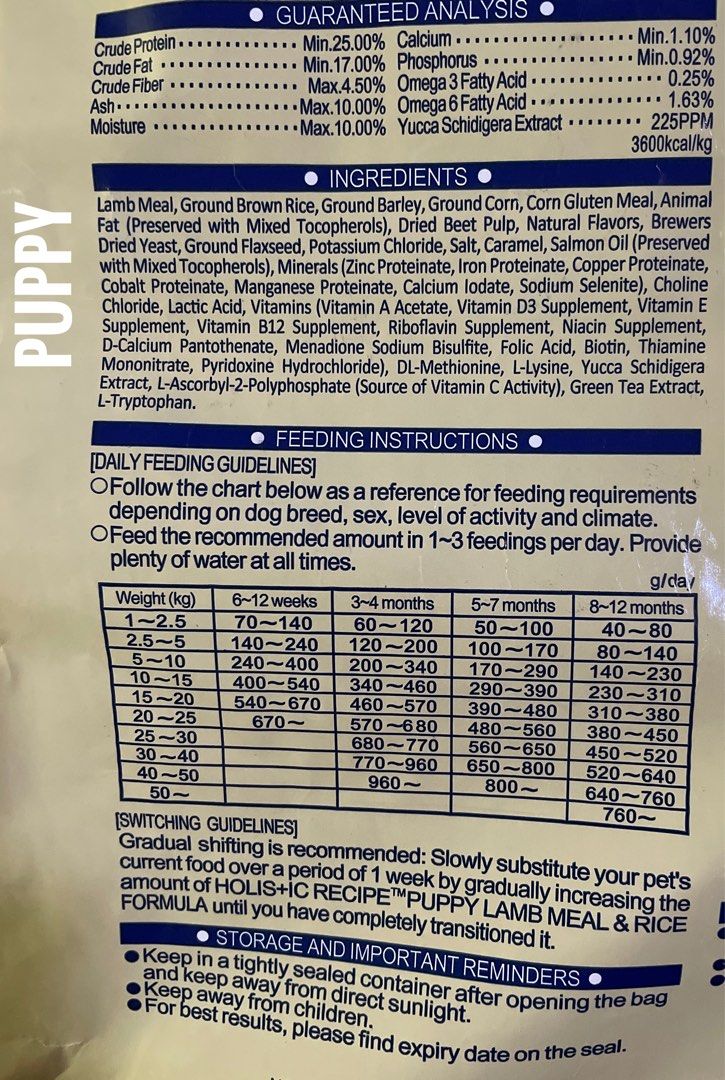 PUPPY
● GUARANTEED ANALYSIS ●
Crude Protein ············ Min.25.00% Calcium ················ Min.1.10%
Crude Fat ············ Min.17.00% Phosphorus ·············· Min.0.92%
Crude Fiber ············ Max.4.50% Omega 3 Fatty Acid ············ 0.25%
Ash ················ Max.10.00% Omega 6 Fatty Acid ············ 1.63%
Moisture ·············· Max.10.00% Yucca Schidigera Extract ········ 225PPM
3600kcal/kg
● INGREDIENTS ●
Lamb Meal, Ground Brown Rice, Ground Barley, Ground Corn, Corn Gluten Meal, Animal
Fat (Preserved with Mixed Tocopherols), Dried Beet Pulp, Natural Flavors, Brewers
Dried Yeast, Ground Flaxseed, Potassium Chloride, Salt, Caramel, Salmon Oil (Preserved
with Mixed Tocopherols), Minerals (Zinc Proteinate, Iron Proteinate, Copper Proteinate,
Cobalt Proteinate, Manganese Proteinate, Calcium Iodate, Sodium Selenite), Choline
Chloride, Lactic Acid, Vitamins (Vitamin A Acetate, Vitamin D3 Supplement, Vitamin E
Supplement, Vitamin B12 Supplement, Riboflavin Supplement, Niacin Supplement,
D-Calcium Pantothenate, Menadione Sodium Bisulfite, Folic Acid, Biotin, Thiamine
Mononitrate, Pyridoxine Hydrochloride), DL-Methionine, L-Lysine, Yucca Schidigera
Extract, L-Ascorbyl-2-Polyphosphate (Source of Vitamin C Activity), Green Tea Extract,
L-Tryptophan.
● FEEDING INSTRUCTIONS ●
[DAILY FEEDING GUIDELINES]
○Follow the chart below as a reference for feeding requirements
depending on dog breed, sex, level of activity and climate.
○Feed the recommended amount in 1~3 feedings per day. Provide
plenty of water at all times.
g/day
Weight (kg) 6~12 weeks 3~4 months 5~7 months 8~12 months
1~2.5 70~140 60~120 50~100 40~80
2.5~5 140~240 120~200 100~170 80~140
5~10 240~400 200~340 170~290 140~230
10~15 400~540 340~460 290~390 230~310
15~20 540~670 460~570 390~480 310~380
20~25 670~ 570~680 480~560 380~450
25~30 680~770 560~650 450~520
30~40 770~960 650~800 520~640
40~50 960~ 800~ 640~760
50~ 760~
[SWITCHING GUIDELINES]
Gradual shifting is recommended: Slowly substitute your pet's
current food over a period of 1 week by gradually increasing the
amount of HOLIS+IC RECIPE™PUPPY LAMB MEAL & RICE
FORMULA until you have completely transitioned it.
● STORAGE AND IMPORTANT REMINDERS ●
●Keep in a tightly sealed container after opening the bag
and keep away from direct sunlight.
●Keep away from children.
●For best results, please find expiry date on the seal.